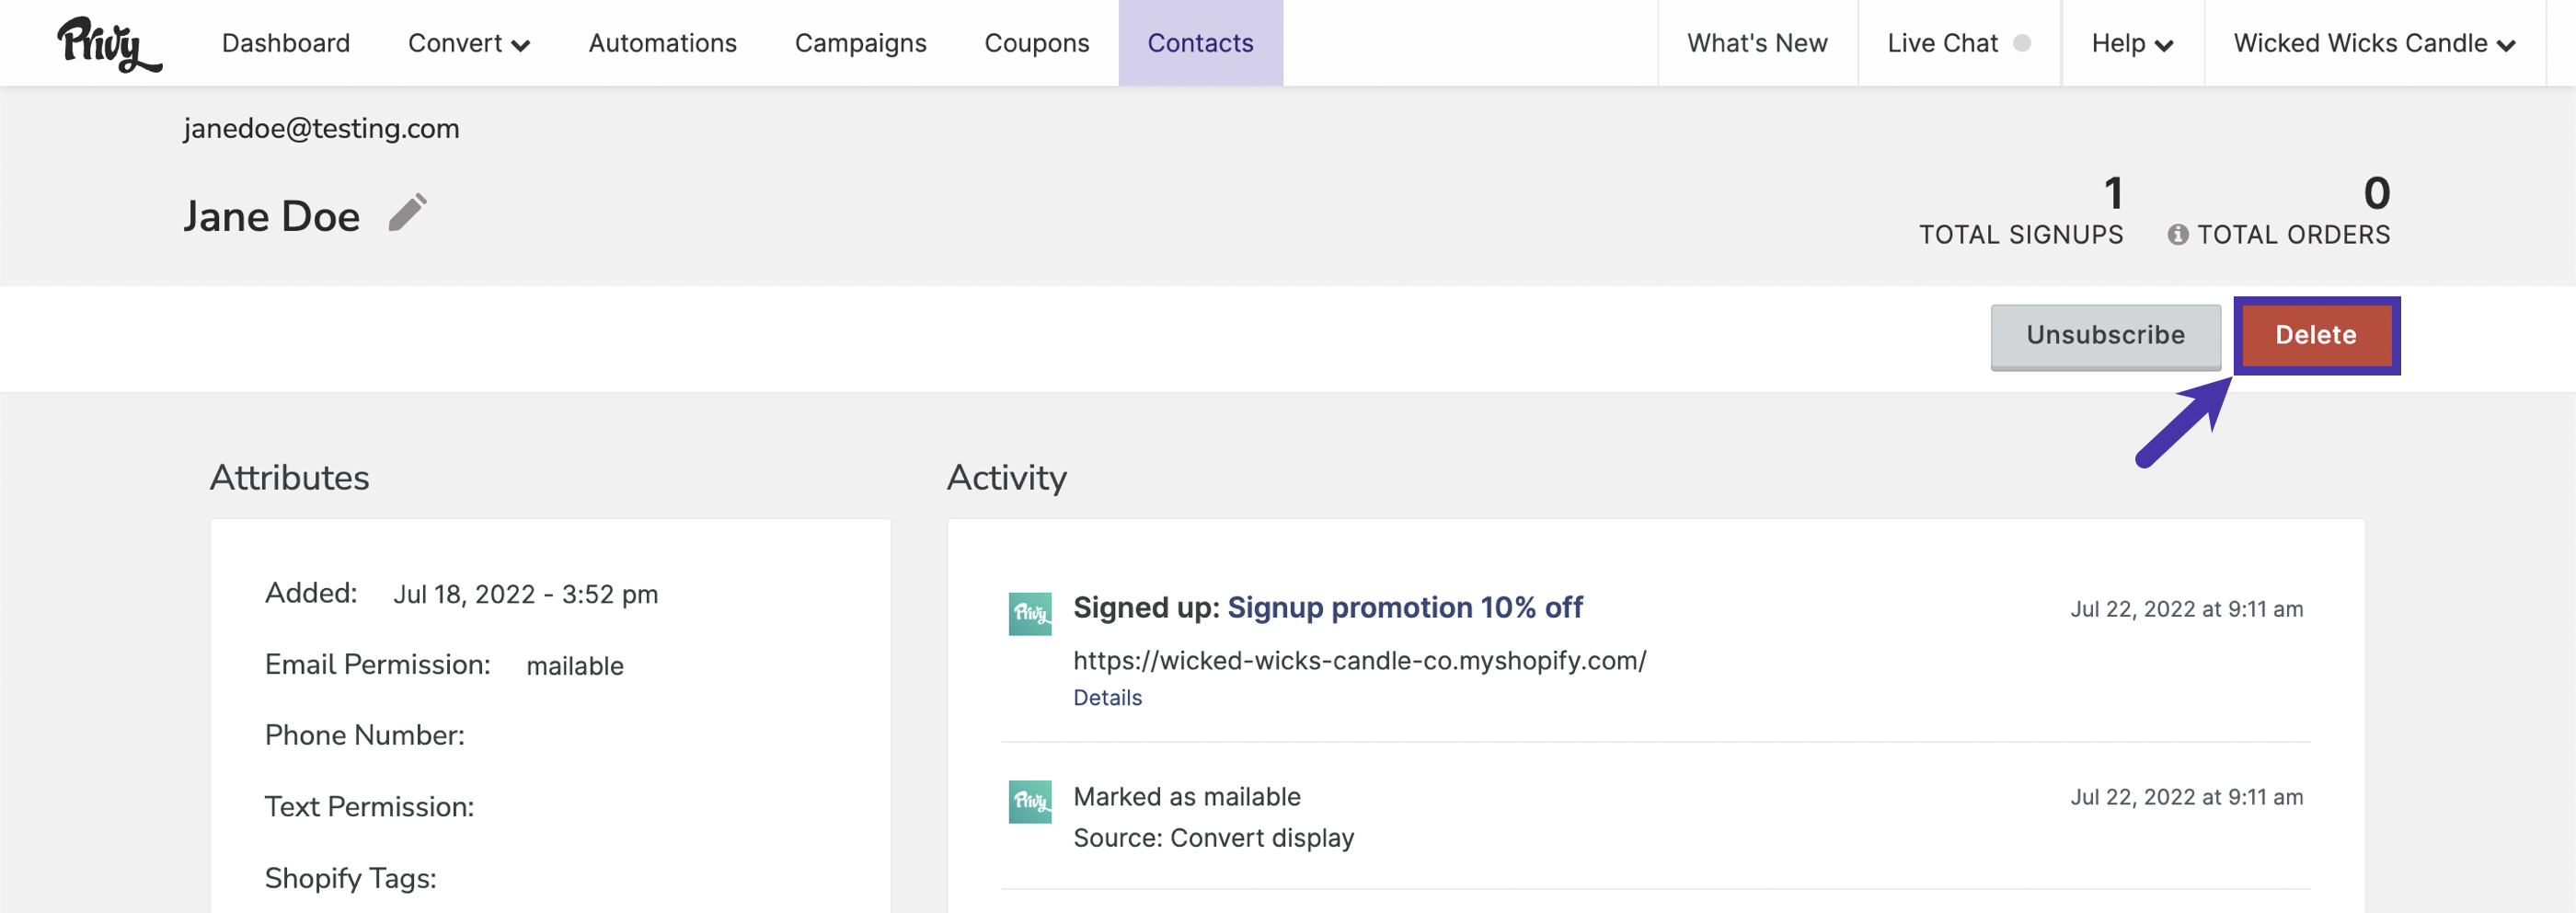 Privy Dashboard Convert Automations Campaigns Coupons Contacts What's New Live Chat Help Wicked Wicks Candle
janedoe@testing.com
Jane Doe
1 0
TOTAL SIGNUPS TOTAL ORDERS
Unsubscribe Delete
Attributes
Added: Jul 18, 2022 - 3:52 pm
Email Permission: mailable
Phone Number:
Text Permission:
Shopify Tags:
Activity
Privy Signed up: Signup promotion 10% off Jul 22, 2022 at 9:11 am
https://wicked-wicks-candle-co.myshopify.com/
Details
Privy Marked as mailable Jul 22, 2022 at 9:11 am
Source: Convert display